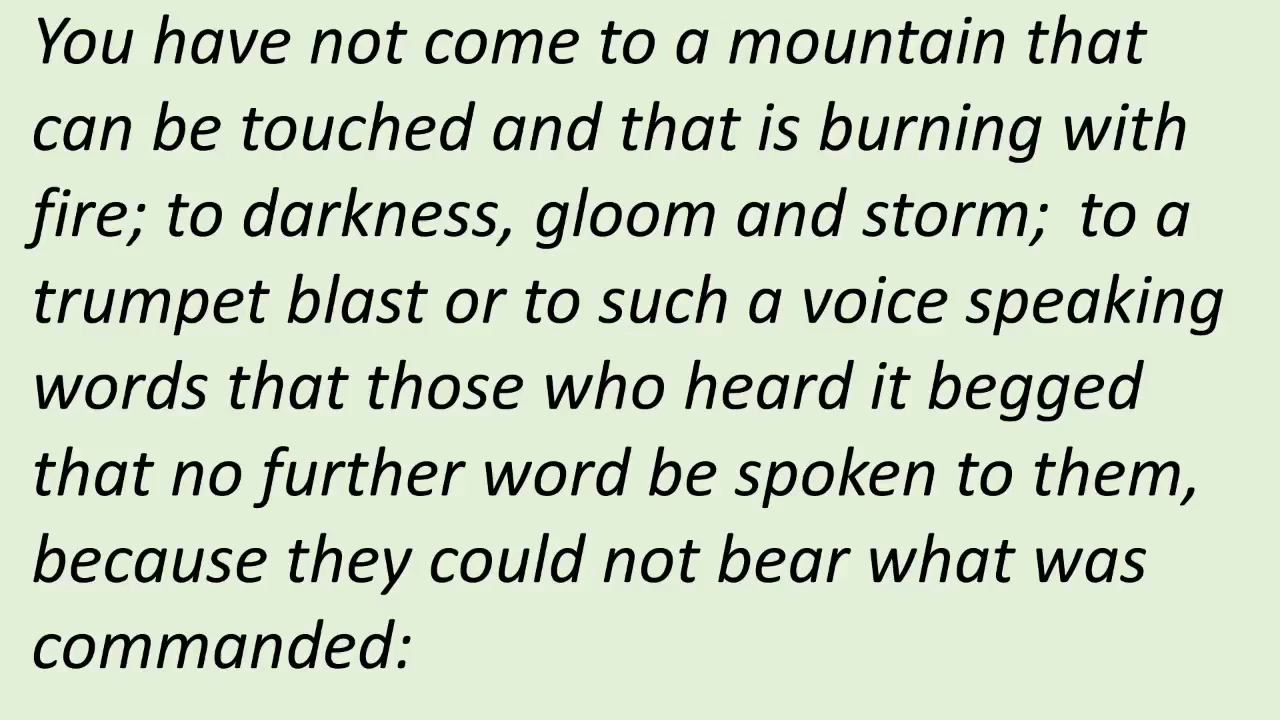 You have not come to a mountain that
can be touched and that is burning with
fire; to darkness, gloom and storm; to a
trumpet blast or to such a voice speaking
words that those who heard it begged
that no further word be spoken to them,
because they could not bear what was
commanded: